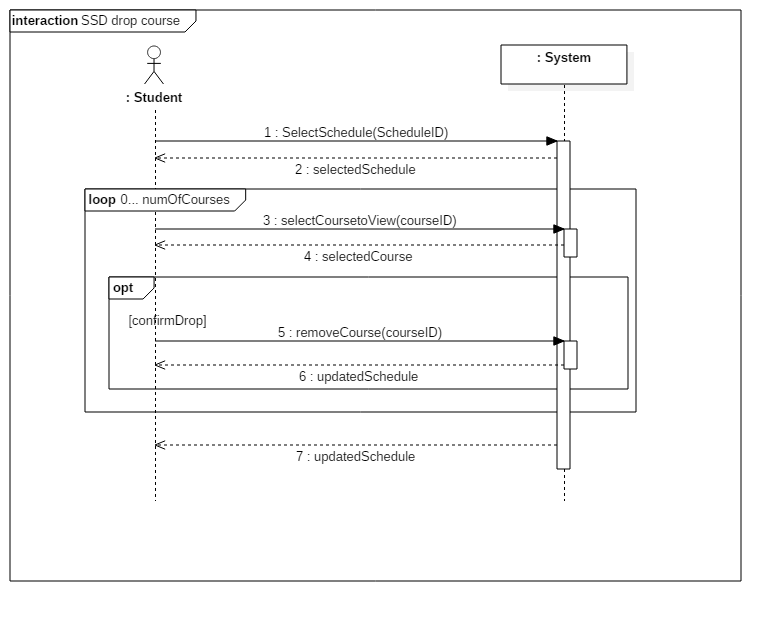 interaction SSD drop course
: System
: Student
1 : SelectSchedule(ScheduleID)
2 : selectedSchedule
loop 0... numOfCourses
3 : selectCoursetoView(courseID)
4 : selectedCourse
opt
[confirmDrop]
5 : removeCourse(courseID)
6 : updatedSchedule
7 : updatedSchedule